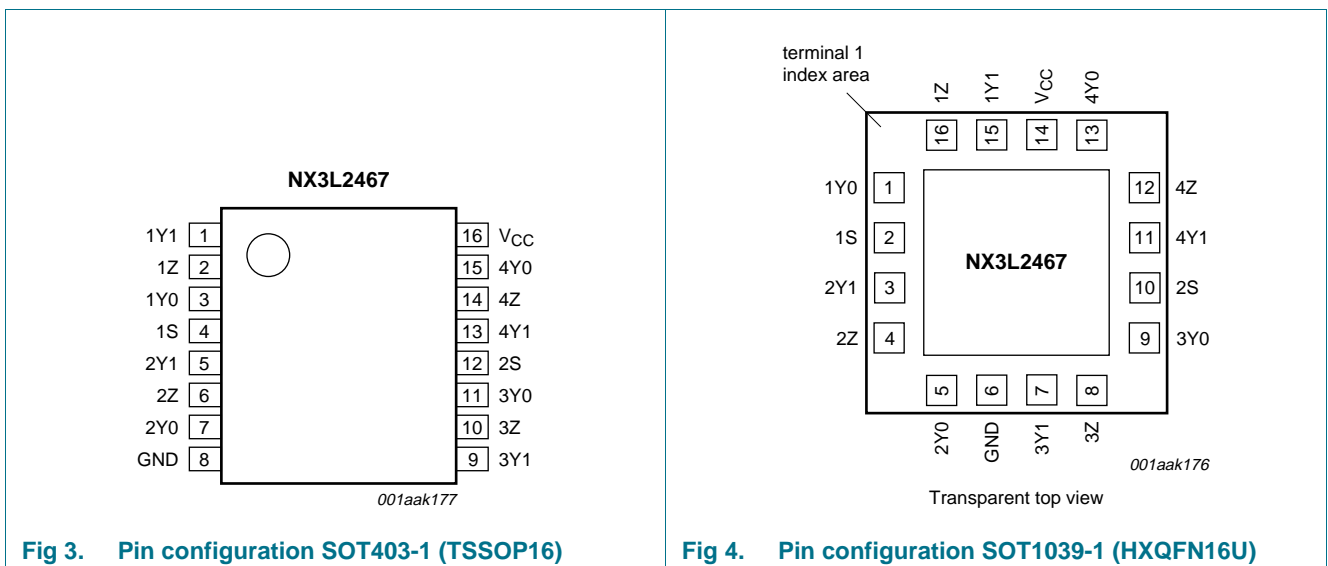 NX3L2467
1Y1 1 16 VCC
1Z 2 15 4Y0
1Y0 3 14 4Z
1S 4 13 4Y1
2Y1 5 12 2S
2Z 6 11 3Y0
2Y0 7 10 3Z
GND 8 9 3Y1
001aak177
Fig 3. Pin configuration SOT403-1 (TSSOP16)
terminal 1
index area
1Z 1Y1 VCC 4Y0
16 15 14 13
1Y0 1 12 4Z
1S 2 11 4Y1
NX3L2467
2Y1 3 10 2S
2Z 4 9 3Y0
5 6 7 8
2Y0 GND 3Y1 3Z
001aak176
Transparent top view
Fig 4. Pin configuration SOT1039-1 (HXQFN16U)